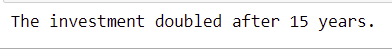 The investment doubled after 15 years.